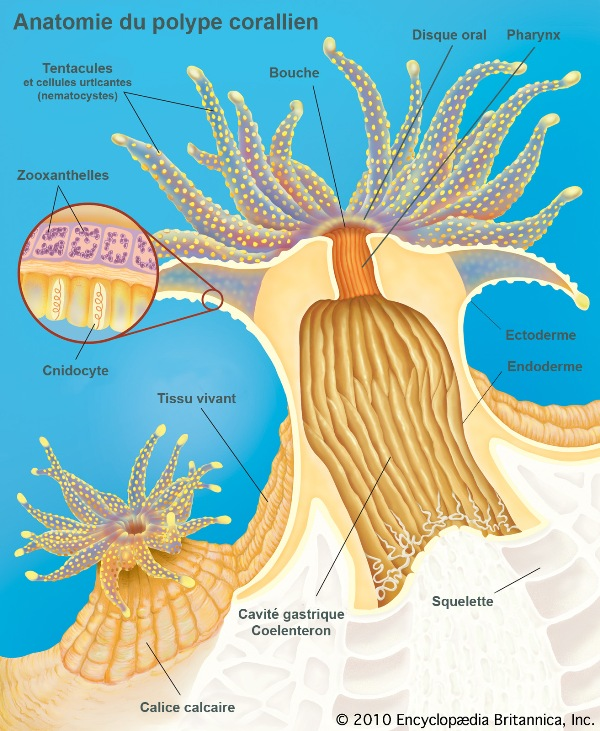 Anatomie du polype corallien
Disque oral
Pharynx
Tentacules
et cellules urticantes
(nematocystes)
Bouche
Zooxanthelles
Cnidocyte
Ectoderme
Endoderme
Tissu vivant
Cavité gastrique
Coelenteron
Squelette
Calice calcaire
© 2010 Encyclopædia Britannica, Inc.